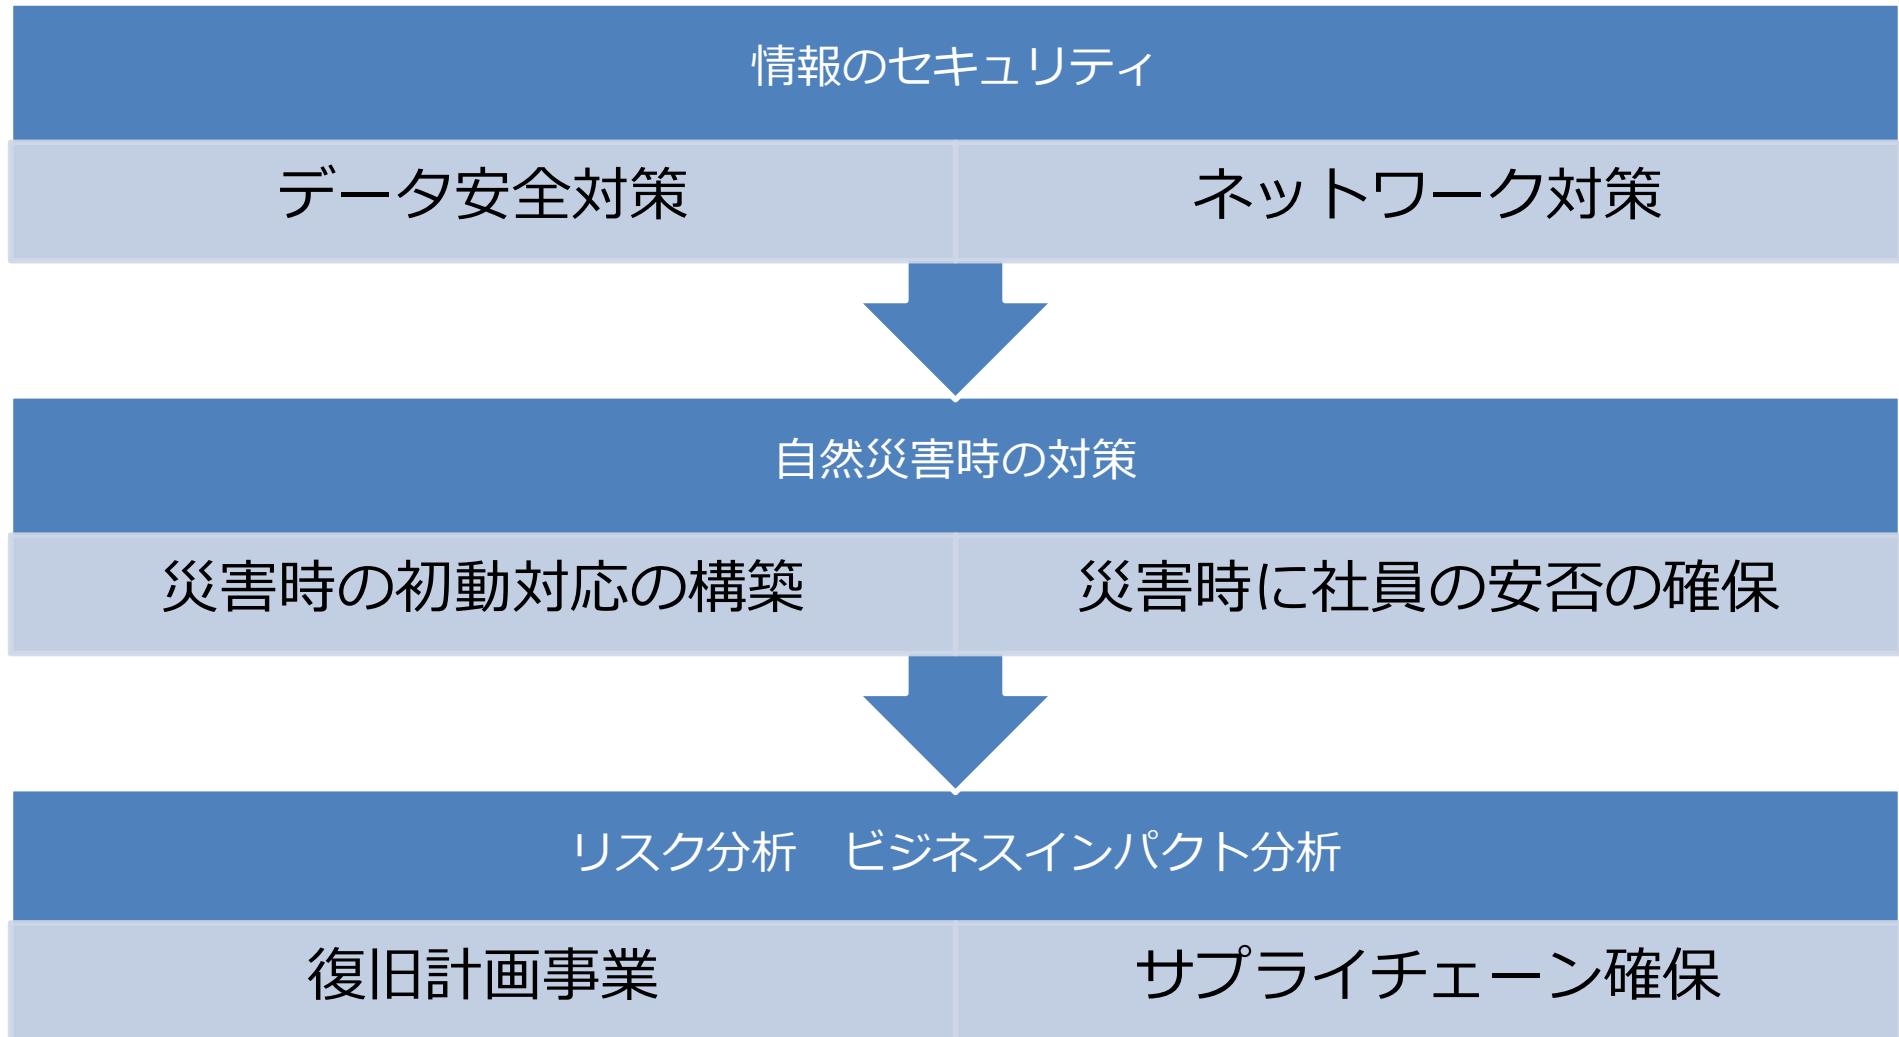 情報のセキュリティ
データ安全対策
ネットワーク対策
自然災害時の対策
災害時の初動対応の構築
災害時に社員の安否の確保
リスク分析　ビジネスインパクト分析
復旧計画事業
サプライチェーン確保